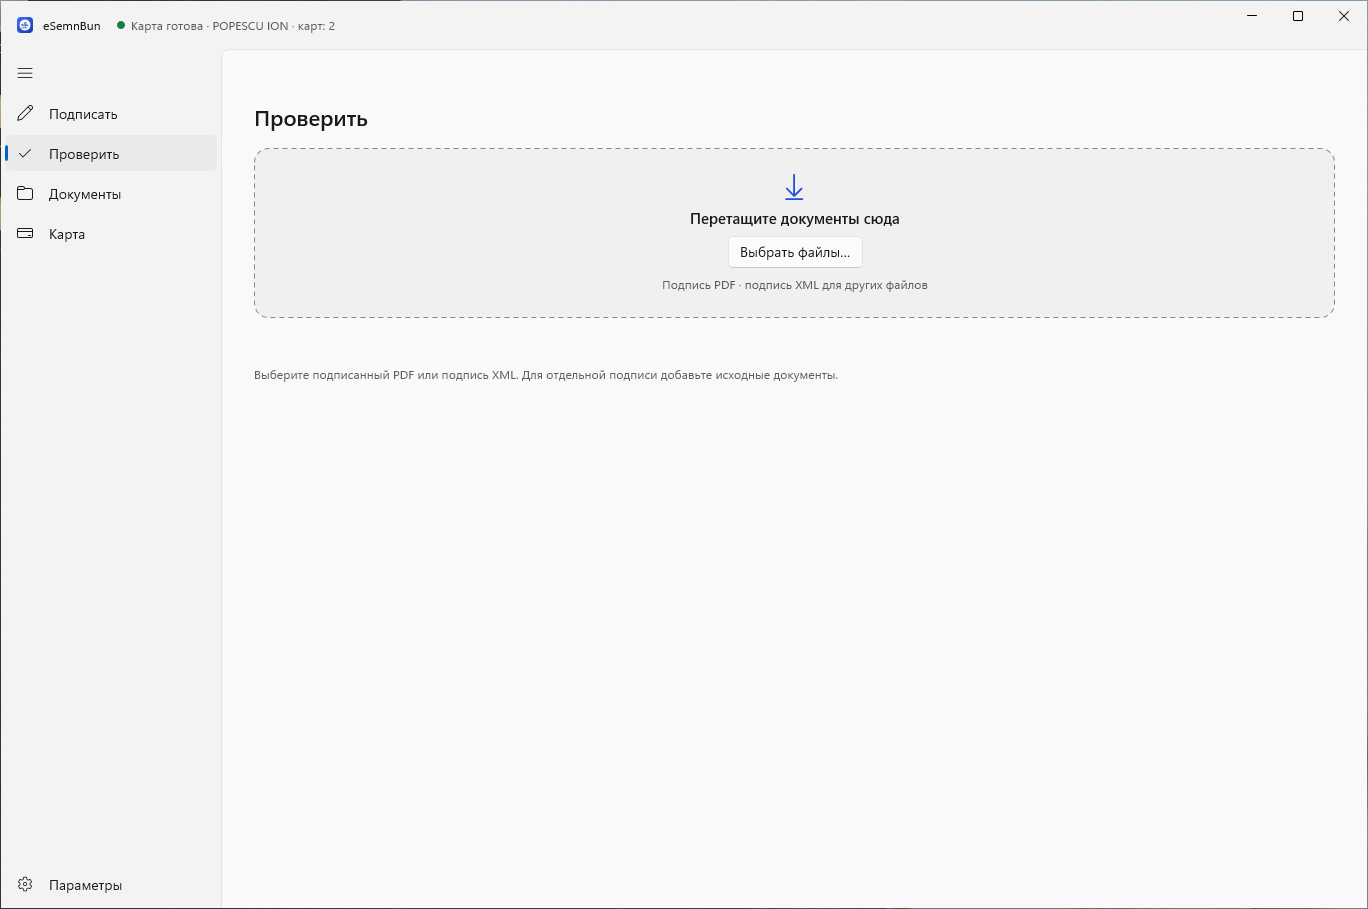 eSemnBun
Карта готова · POPESCU ION · карт: 2
Подписать
Проверить
Документы
Карта
Параметры
Проверить
Перетащите документы сюда
Выбрать файлы...
Подпись PDF · подпись XML для других файлов
Выберите подписанный PDF или подпись XML. Для отдельной подписи добавьте исходные документы.